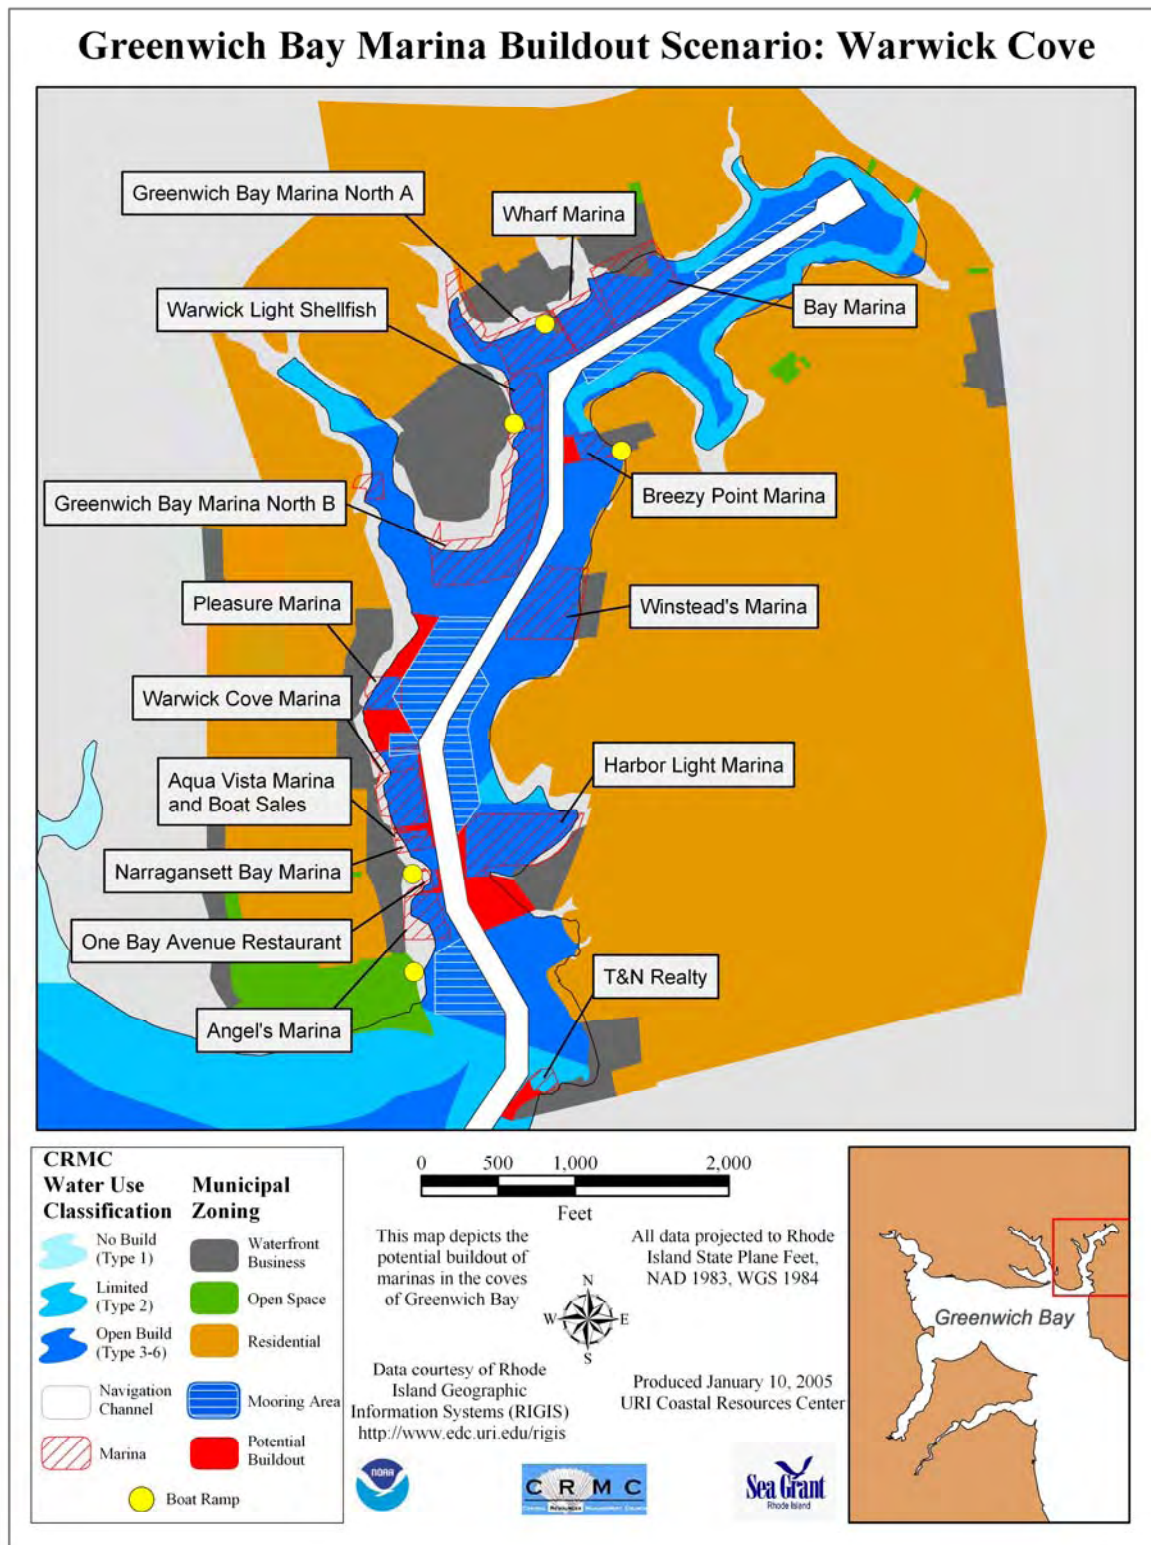 Greenwich Bay Marina Buildout Scenario: Warwick Cove
Greenwich Bay Marina North A
Wharf Marina
Warwick Light Shellfish
Bay Marina
Greenwich Bay Marina North B
Breezy Point Marina
Pleasure Marina
Winstead's Marina
Warwick Cove Marina
Aqua Vista Marina
and Boat Sales
Harbor Light Marina
Narragansett Bay Marina
One Bay Avenue Restaurant
T&N Realty
Angel's Marina
CRMC
Water Use
Classification
No Build
(Type 1)
Limited
(Type 2)
Open Build
(Type 3-6)
Navigation
Channel
Marina
Municipal
Zoning
Waterfront
Business
Open Space
Residential
Mooring Area
Potential
Buildout
Boat Ramp
0 500 1,000 2,000
Feet
This map depicts the
potential buildout of
marinas in the coves
of Greenwich Bay
All data projected to Rhode
Island State Plane Feet,
NAD 1983, WGS 1984
N
W E
S
Data courtesy of Rhode
Island Geographic
Information Systems (RIGIS)
http://www.edc.uri.edu/rigis
Produced January 10, 2005
URI Coastal Resources Center
NOAA
CRMC
Sea Grant
Rhode Island
Greenwich Bay